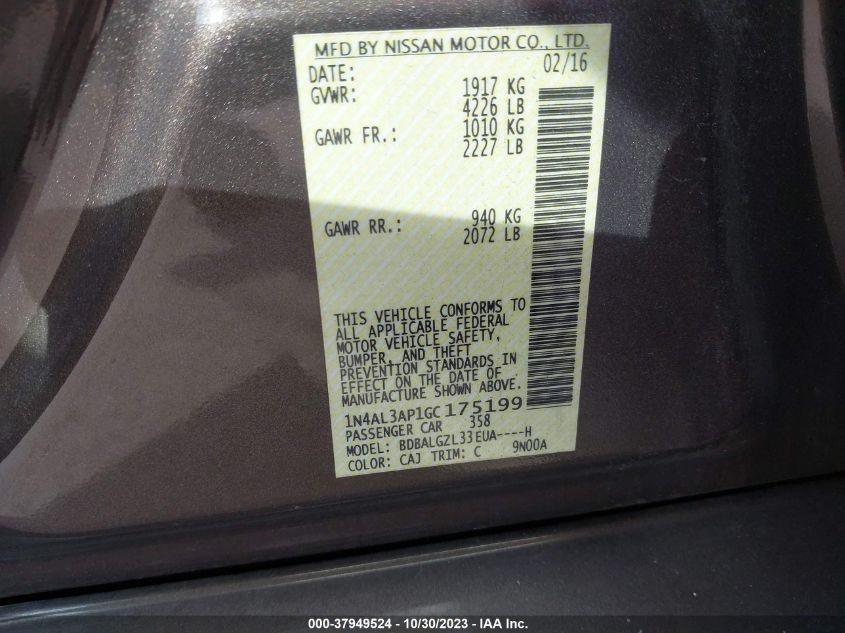 MFD BY NISSAN MOTOR CO., LTD.
DATE: 02/16
GVWR: 1917 KG
4226 LB
GAWR FR.: 1010 KG
2227 LB
GAWR RR.: 940 KG
2072 LB
THIS VEHICLE CONFORMS TO
ALL APPLICABLE FEDERAL
MOTOR VEHICLE SAFETY,
BUMPER, AND THEFT
PREVENTION STANDARDS IN
EFFECT ON THE DATE OF
MANUFACTURE SHOWN ABOVE.
1N4AL3AP1GC175199
PASSENGER CAR 358
MODEL: BDBALGZL33EUA----H
COLOR: CAJ TRIM: C 9N00A
000-37949524 - 10/30/2023 - IAA Inc.